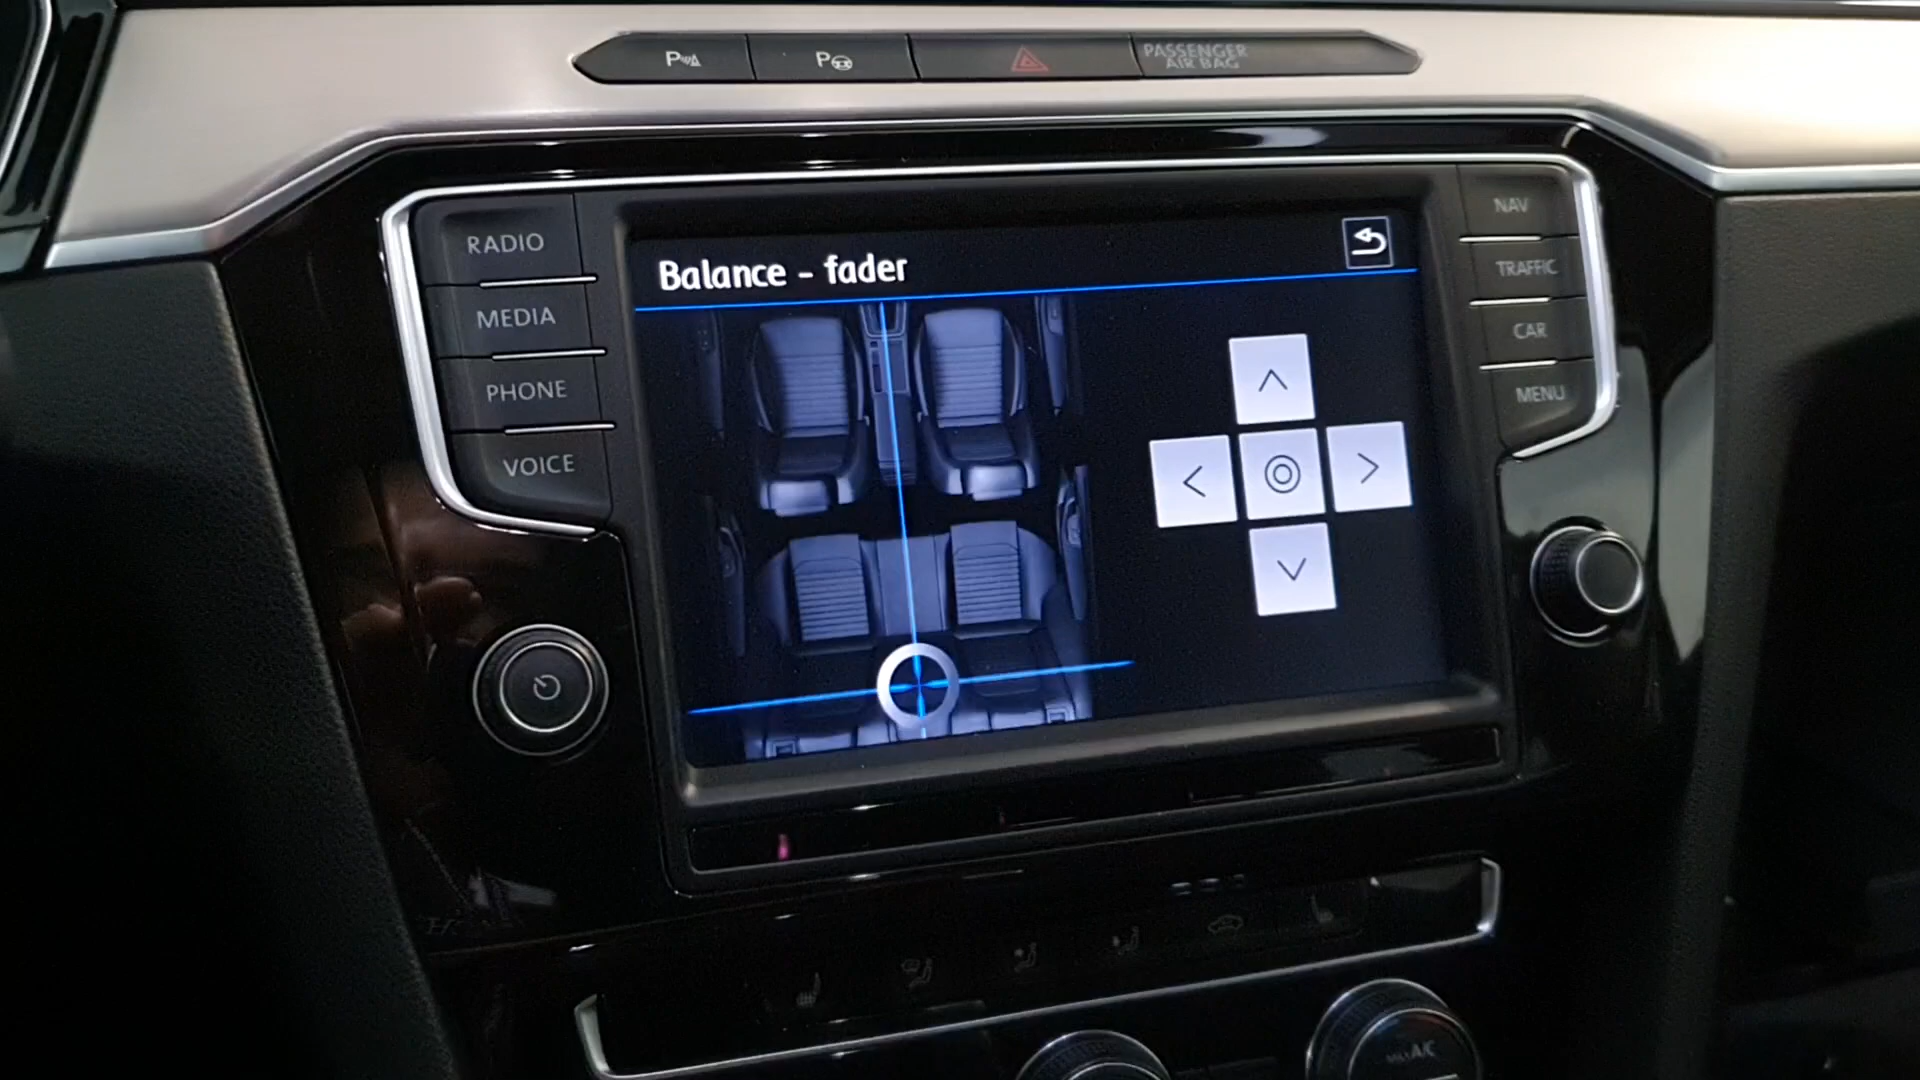 P
P
PASSENGER
AIR BAG
RADIO
MEDIA
PHONE
VOICE
Balance - fader
NAV
TRAFFIC
CAR
MENU
A/C